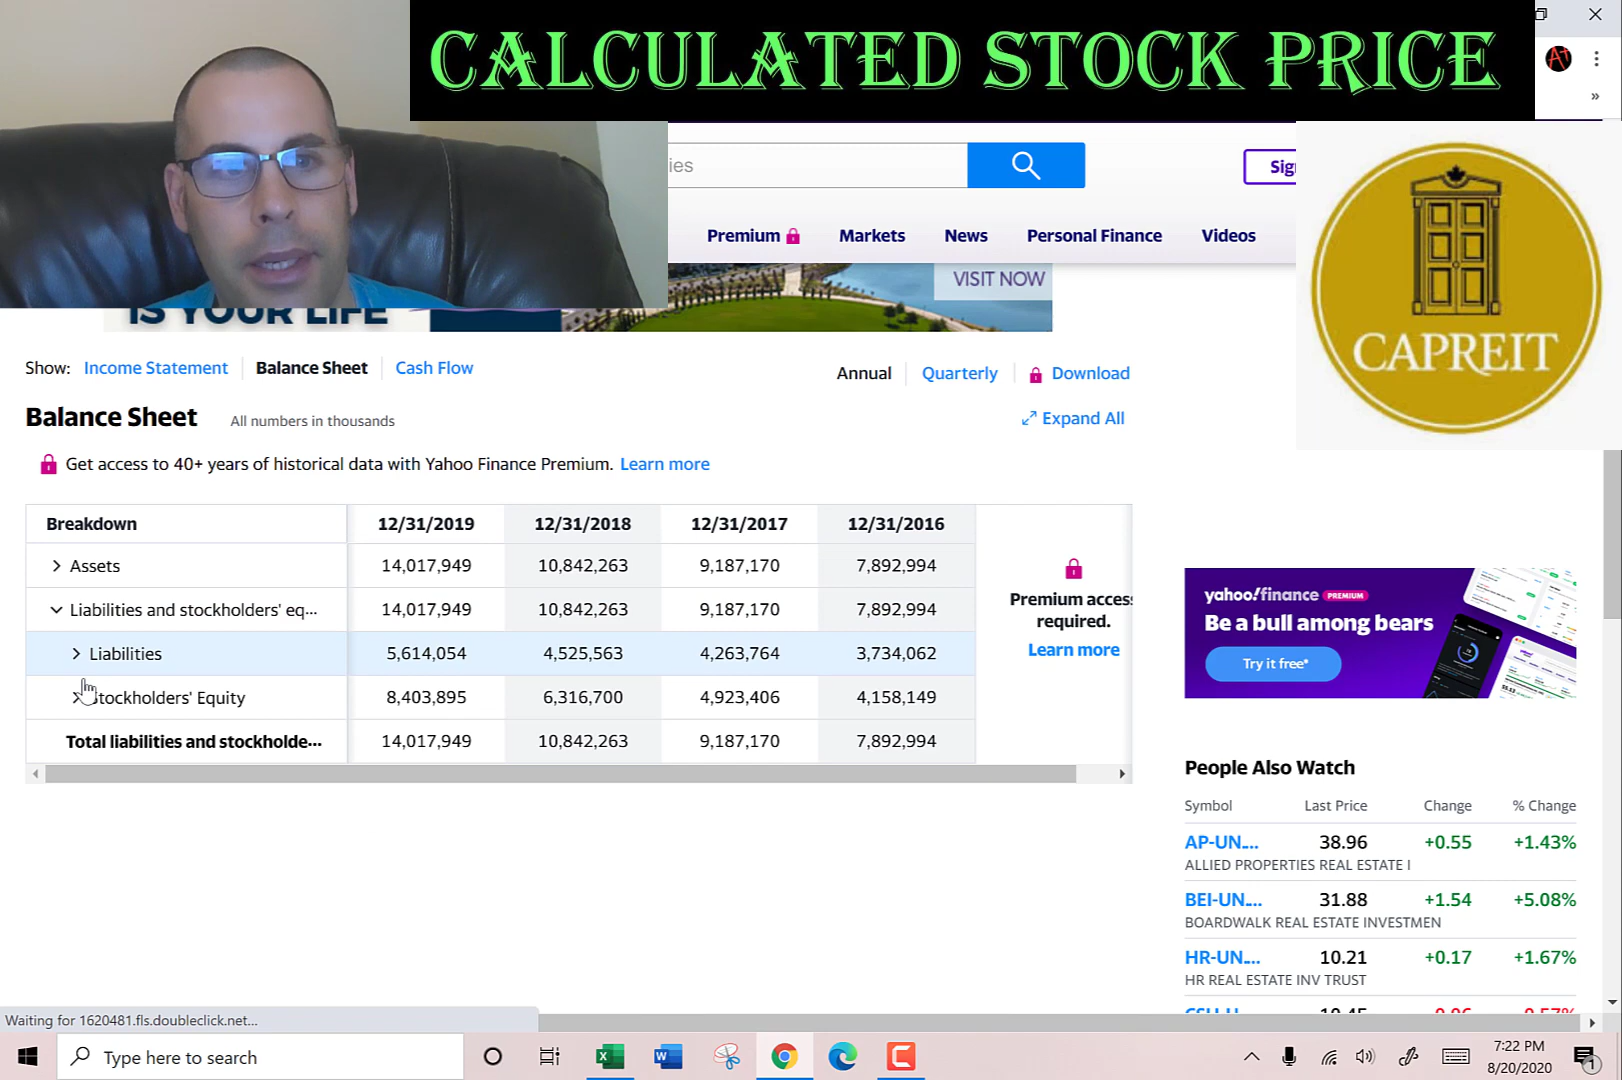 CALCULATED STOCK PRICE
ies
Sig
Premium
Markets
News
Personal Finance
Videos
VISIT NOW
IS YOUR LIFE
CAPREIT
Show: Income Statement Balance Sheet Cash Flow
Annual Quarterly Download
Balance Sheet All numbers in thousands
Expand All
Get access to 40+ years of historical data with Yahoo Finance Premium. Learn more
Breakdown 12/31/2019 12/31/2018 12/31/2017 12/31/2016
Assets 14,017,949 10,842,263 9,187,170 7,892,994
Liabilities and stockholders' eq... 14,017,949 10,842,263 9,187,170 7,892,994
Liabilities 5,614,054 4,525,563 4,263,764 3,734,062
Stockholders' Equity 8,403,895 6,316,700 4,923,406 4,158,149
Total liabilities and stockholde... 14,017,949 10,842,263 9,187,170 7,892,994
Premium access
required.
Learn more
yahoo!finance PREMIUM
Be a bull among bears
Try it free*
People Also Watch
Symbol Last Price Change % Change
AP-UN.... 38.96 +0.55 +1.43%
ALLIED PROPERTIES REAL ESTATE I
BEI-UN.... 31.88 +1.54 +5.08%
BOARDWALK REAL ESTATE INVESTMEN
HR-UN.... 10.21 +0.17 +1.67%
HR REAL ESTATE INV TRUST
Waiting for 1620481.fls.doubleclick.net...
Type here to search
7:22 PM
8/20/2020
1